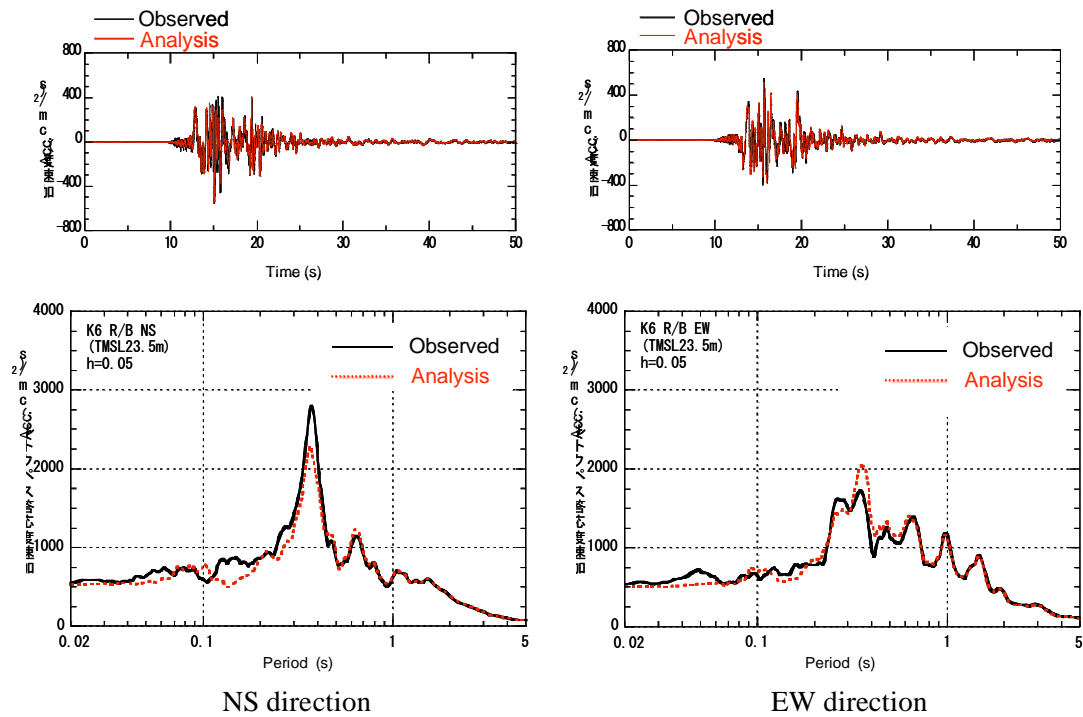 Observed
Analysis
800
400
0
−400
−800
0 10 20 30 40 50
Time (s)
Observed
Analysis
800
400
0
−400
−800
0 10 20 30 40 50
Time (s)
4000
3000
2000
1000
0
K6 R/B NS
(TMSL23.5m)
h=0.05
Observed
Analysis
0.02 0.1 1 5
Period (s)
NS direction
4000
3000
2000
1000
0
K6 R/B EW
(TMSL23.5m)
h=0.05
Observed
Analysis
0.02 0.1 1 5
Period (s)
EW direction